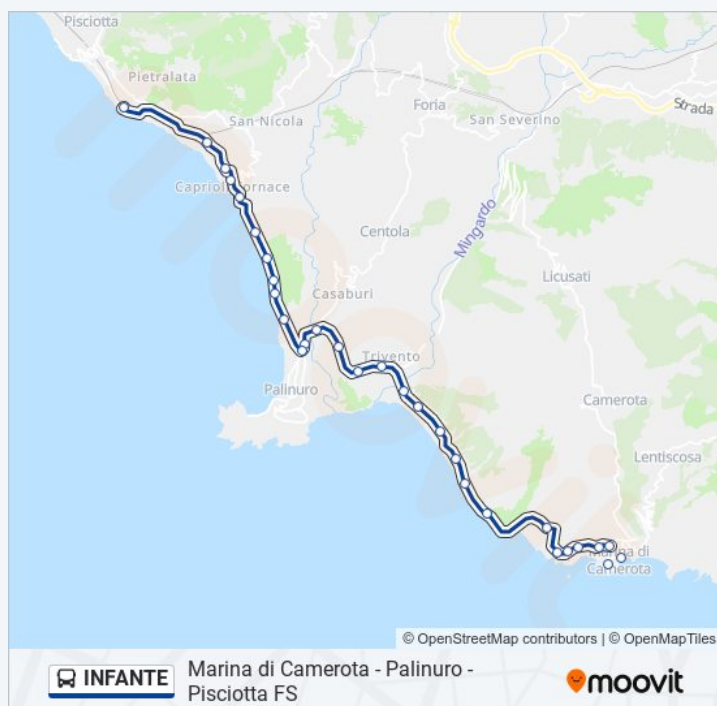 Pisciotta
Pietralata
San Nicola
Foria
San Severino
Strada
Caprioli
ornace
Centola
Mingardo
Licusati
Casaburi
Trivento
Palinuro
Camerota
Lentiscosa
Marina di
Camerota
© OpenStreetMap contributors | © OpenMapTiles
INFANTE
Marina di Camerota - Palinuro -
Pisciotta FS
moovit